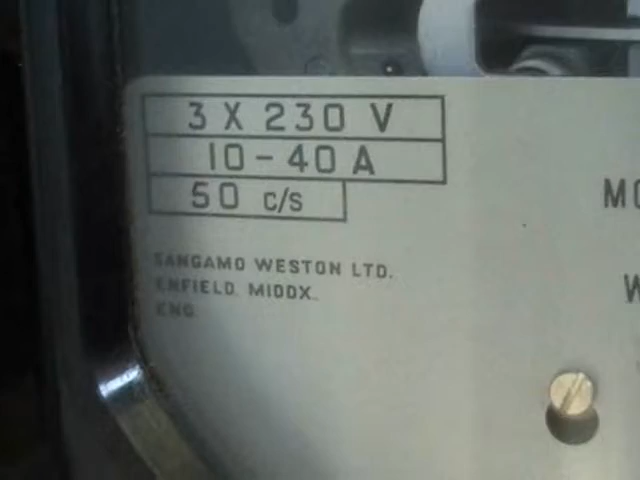 3 X 230 V
10-40 A
50 c/s
SANGAMO WESTON LTD.
ENFIELD. MIDDX.
ENG.